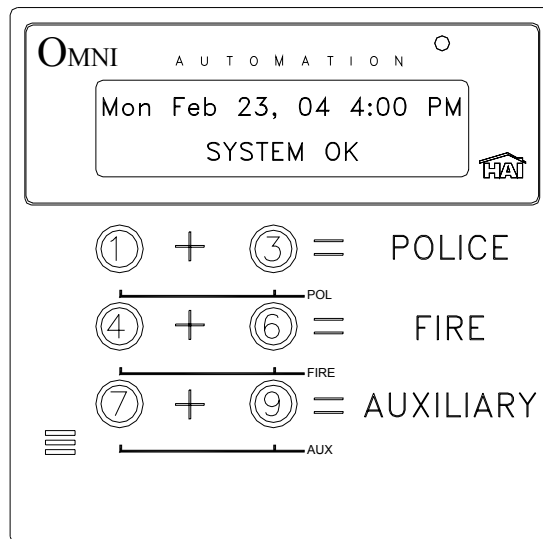 OMNI AUTOMATION
Mon Feb 23, 04 4:00 PM
SYSTEM OK
HAI
1 + 3 = POLICE
POL
4 + 6 = FIRE
FIRE
7 + 9 = AUXILIARY
AUX